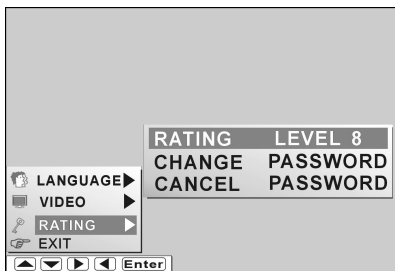 RATING LEVEL 8
CHANGE PASSWORD
CANCEL PASSWORD
LANGUAGE
VIDEO
RATING
EXIT
Enter